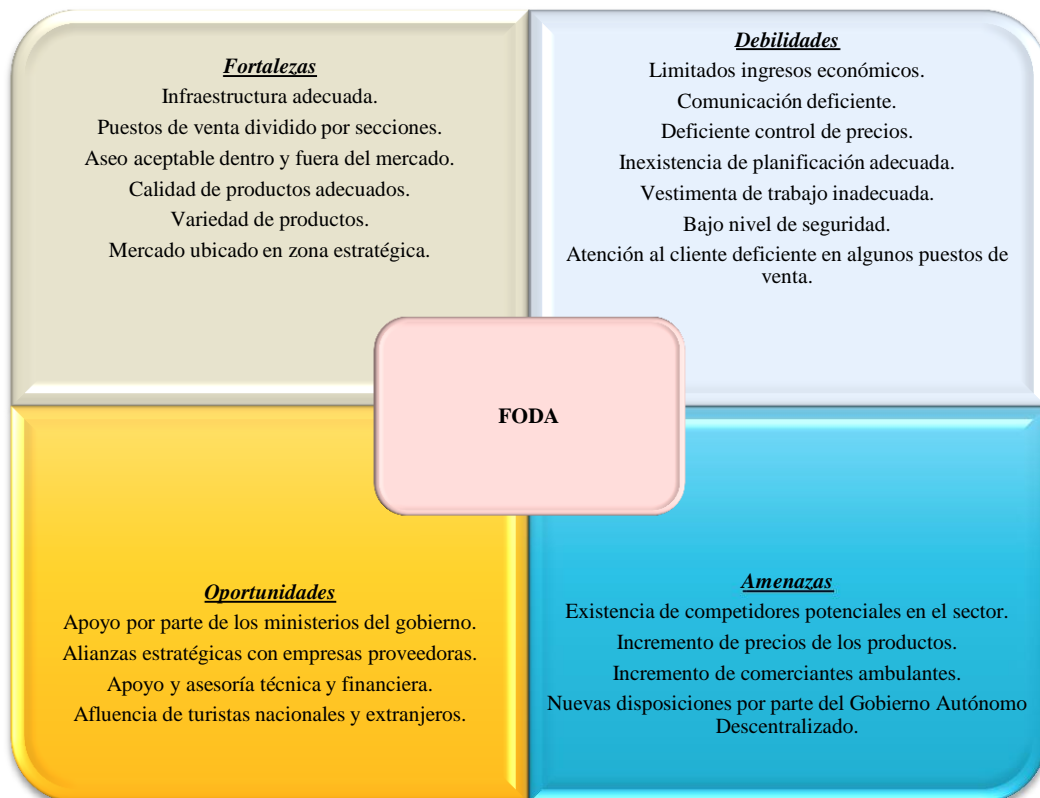 Fortalezas
Infraestructura adecuada.
Puestos de venta dividido por secciones.
Aseo aceptable dentro y fuera del mercado.
Calidad de productos adecuados.
Variedad de productos.
Mercado ubicado en zona estratégica.
Debilidades
Limitados ingresos económicos.
Comunicación deficiente.
Deficiente control de precios.
Inexistencia de planificación adecuada.
Vestimenta de trabajo inadecuada.
Bajo nivel de seguridad.
Atención al cliente deficiente en algunos puestos de
venta.
FODA
Oportunidades
Apoyo por parte de los ministerios del gobierno.
Alianzas estratégicas con empresas proveedoras.
Apoyo y asesoría técnica y financiera.
Afluencia de turistas nacionales y extranjeros.
Amenazas
Existencia de competidores potenciales en el sector.
Incremento de precios de los productos.
Incremento de comerciantes ambulantes.
Nuevas disposiciones por parte del Gobierno Autónomo
Descentralizado.